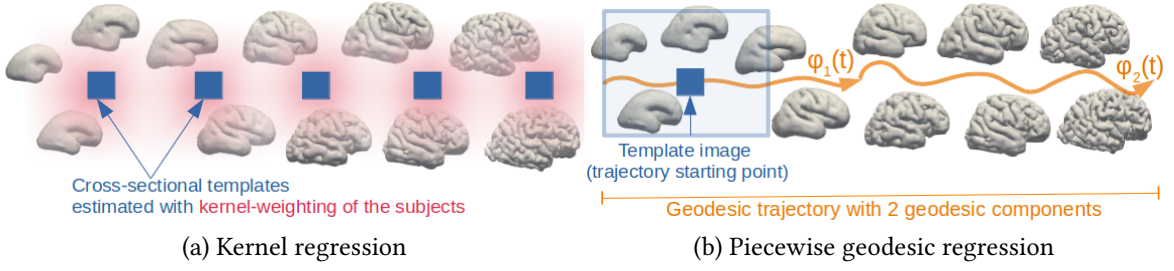 φ₁(t)
φ₂(t)
Cross-sectional templates
estimated with kernel-weighting of the subjects
Template image
(trajectory starting point)
Geodesic trajectory with 2 geodesic components
(a) Kernel regression
(b) Piecewise geodesic regression